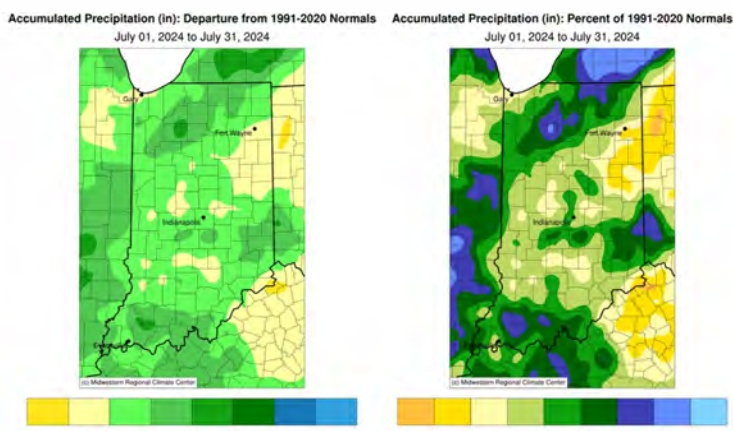 Accumulated Precipitation (in): Departure from 1991-2020 Normals
July 01, 2024 to July 31, 2024
Gary
Fort Wayne
Indianapolis
(c) Midwestern Regional Climate Center
Accumulated Precipitation (in): Percent of 1991-2020 Normals
July 01, 2024 to July 31, 2024
Gary
Fort Wayne
Indianapolis
(c) Midwestern Regional Climate Center